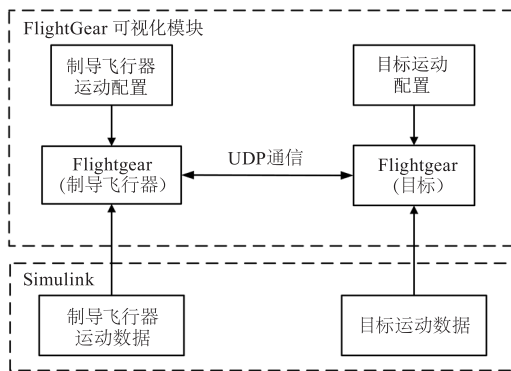 FlightGear 可视化模块
制导飞行器
运动配置
目标运动
配置
Flightgear
(制导飞行器)
UDP通信
Flightgear
(目标)
Simulink
制导飞行器
运动数据
目标运动数据